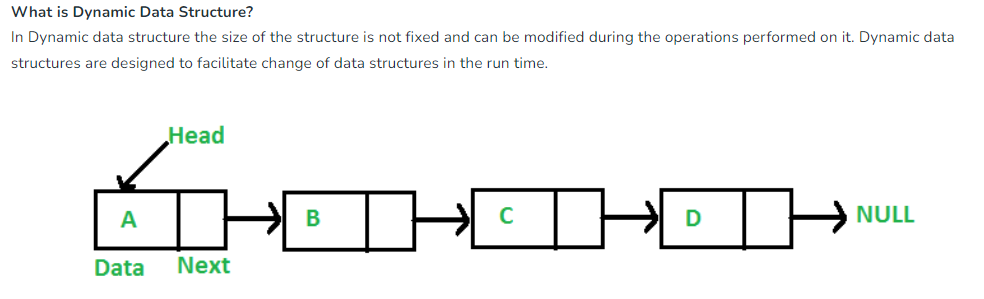 What is Dynamic Data Structure?
In Dynamic data structure the size of the structure is not fixed and can be modified during the operations performed on it. Dynamic data
structures are designed to facilitate change of data structures in the run time.
Head
A B C D NULL
Data Next